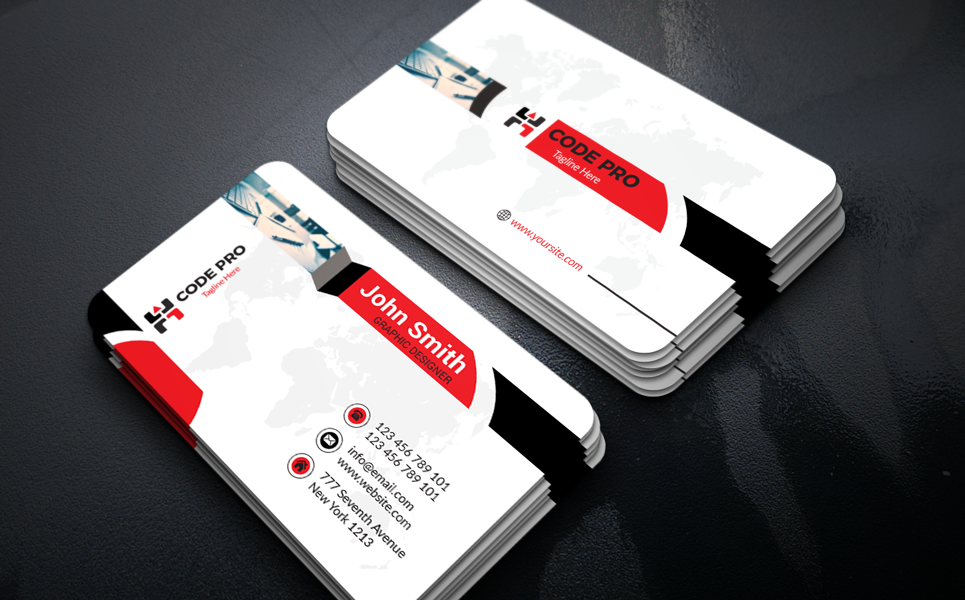 CODE PRO
Tagline Here
www.yoursite.com
CODE PRO
Tagline Here
John Smith
GRAPHIC DESIGNER
123 456 789 101
123 456 789 101
info@email.com
www.website.com
777 Seventh Avenue
New York 1213